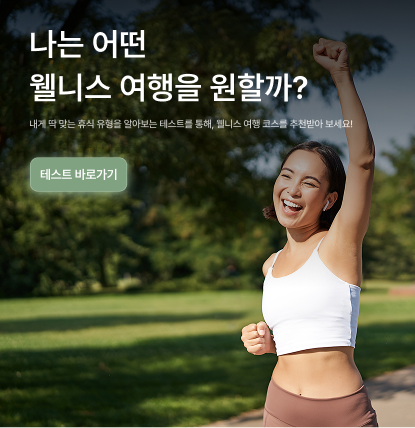 나는 어떤
웰니스 여행을 원할까?
내게 딱 맞는 휴식 유형을 알아보는 테스트를 통해, 웰니스 여행 코스를 추천받아 보세요!
테스트 바로가기